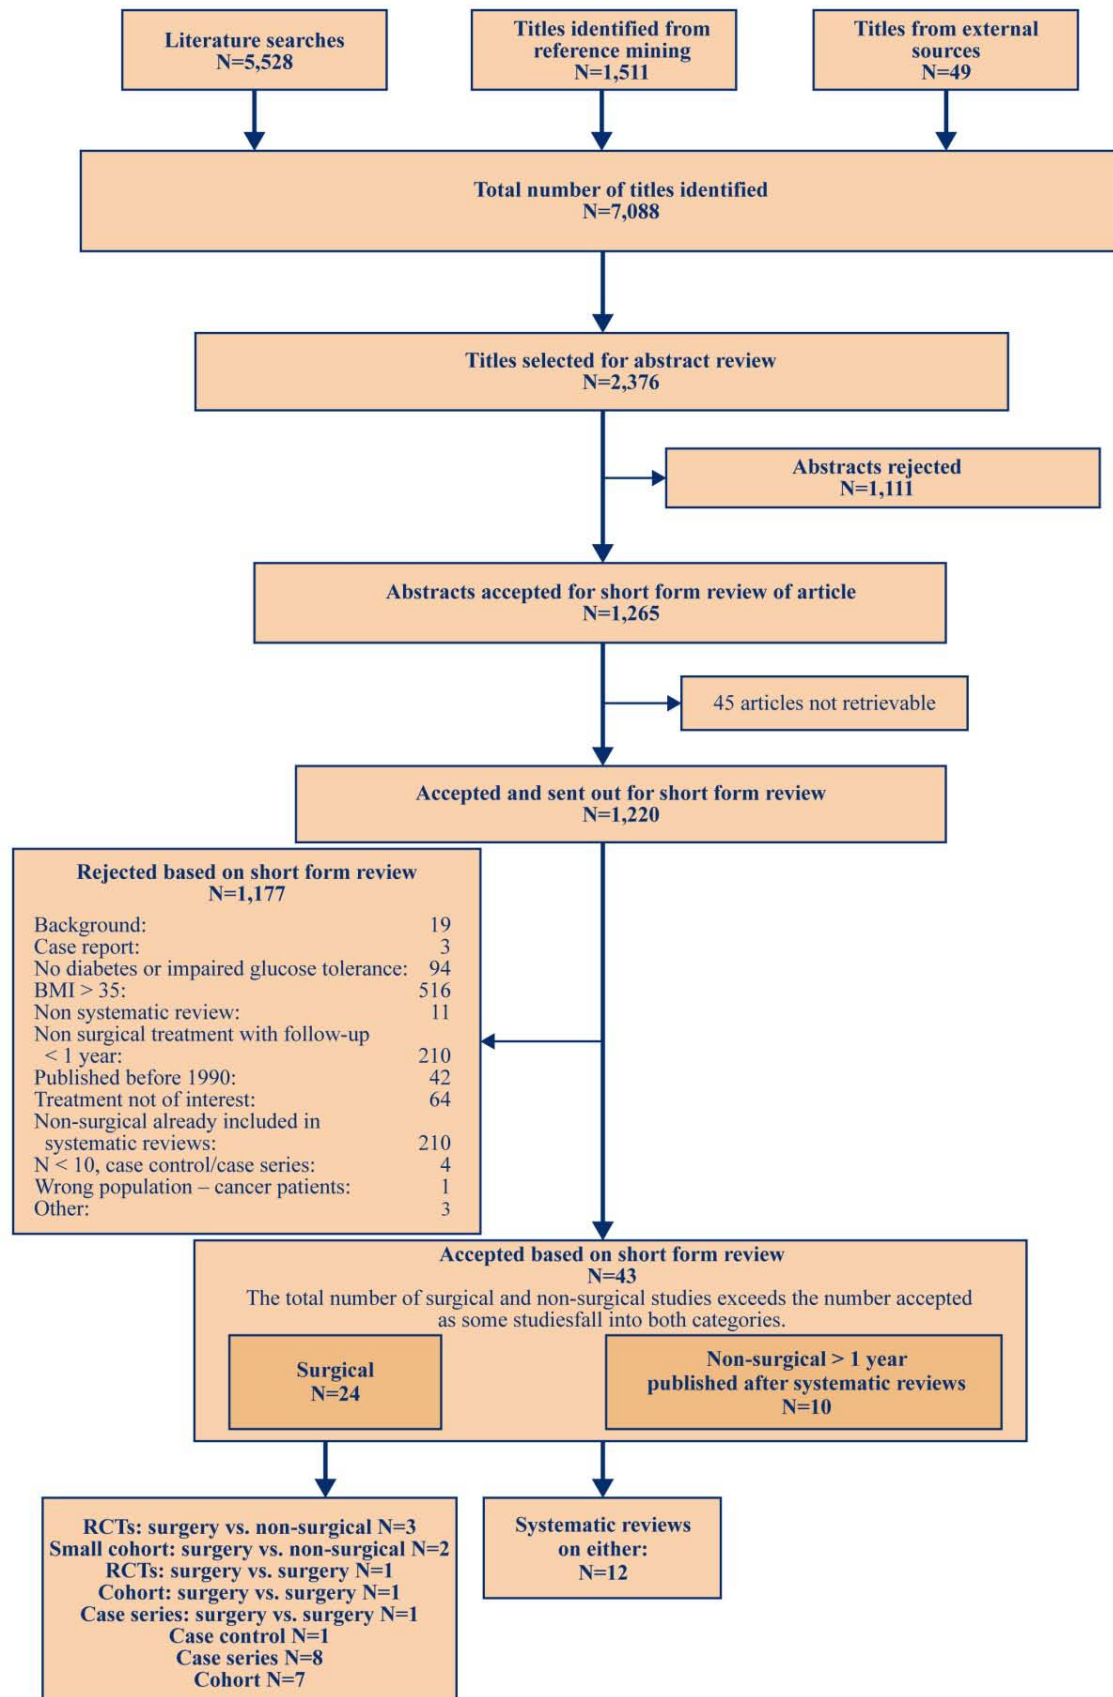 Literature searches
N=5,528
Titles identified from
reference mining
N=1,511
Titles from external
sources
N=49
Total number of titles identified
N=7,088
Titles selected for abstract review
N=2,376
Abstracts rejected
N=1,111
Abstracts accepted for short form review of article
N=1,265
45 articles not retrievable
Accepted and sent out for short form review
N=1,220
Rejected based on short form review
N=1,177
Background: 19
Case report: 3
No diabetes or impaired glucose tolerance: 94
BMI > 35: 516
Non systematic review: 11
Non surgical treatment with follow-up
< 1 year: 210
Published before 1990: 42
Treatment not of interest: 64
Non-surgical already included in
systematic reviews: 210
N < 10, case control/case series: 4
Wrong population – cancer patients: 1
Other: 3
Accepted based on short form review
N=43
The total number of surgical and non-surgical studies exceeds the number accepted
as some studiesfall into both categories.
Surgical
N=24
Non-surgical > 1 year
published after systematic reviews
N=10
RCTs: surgery vs. non-surgical N=3
Small cohort: surgery vs. non-surgical N=2
RCTs: surgery vs. surgery N=1
Cohort: surgery vs. surgery N=1
Case series: surgery vs. surgery N=1
Case control N=1
Case series N=8
Cohort N=7
Systematic reviews
on either:
N=12